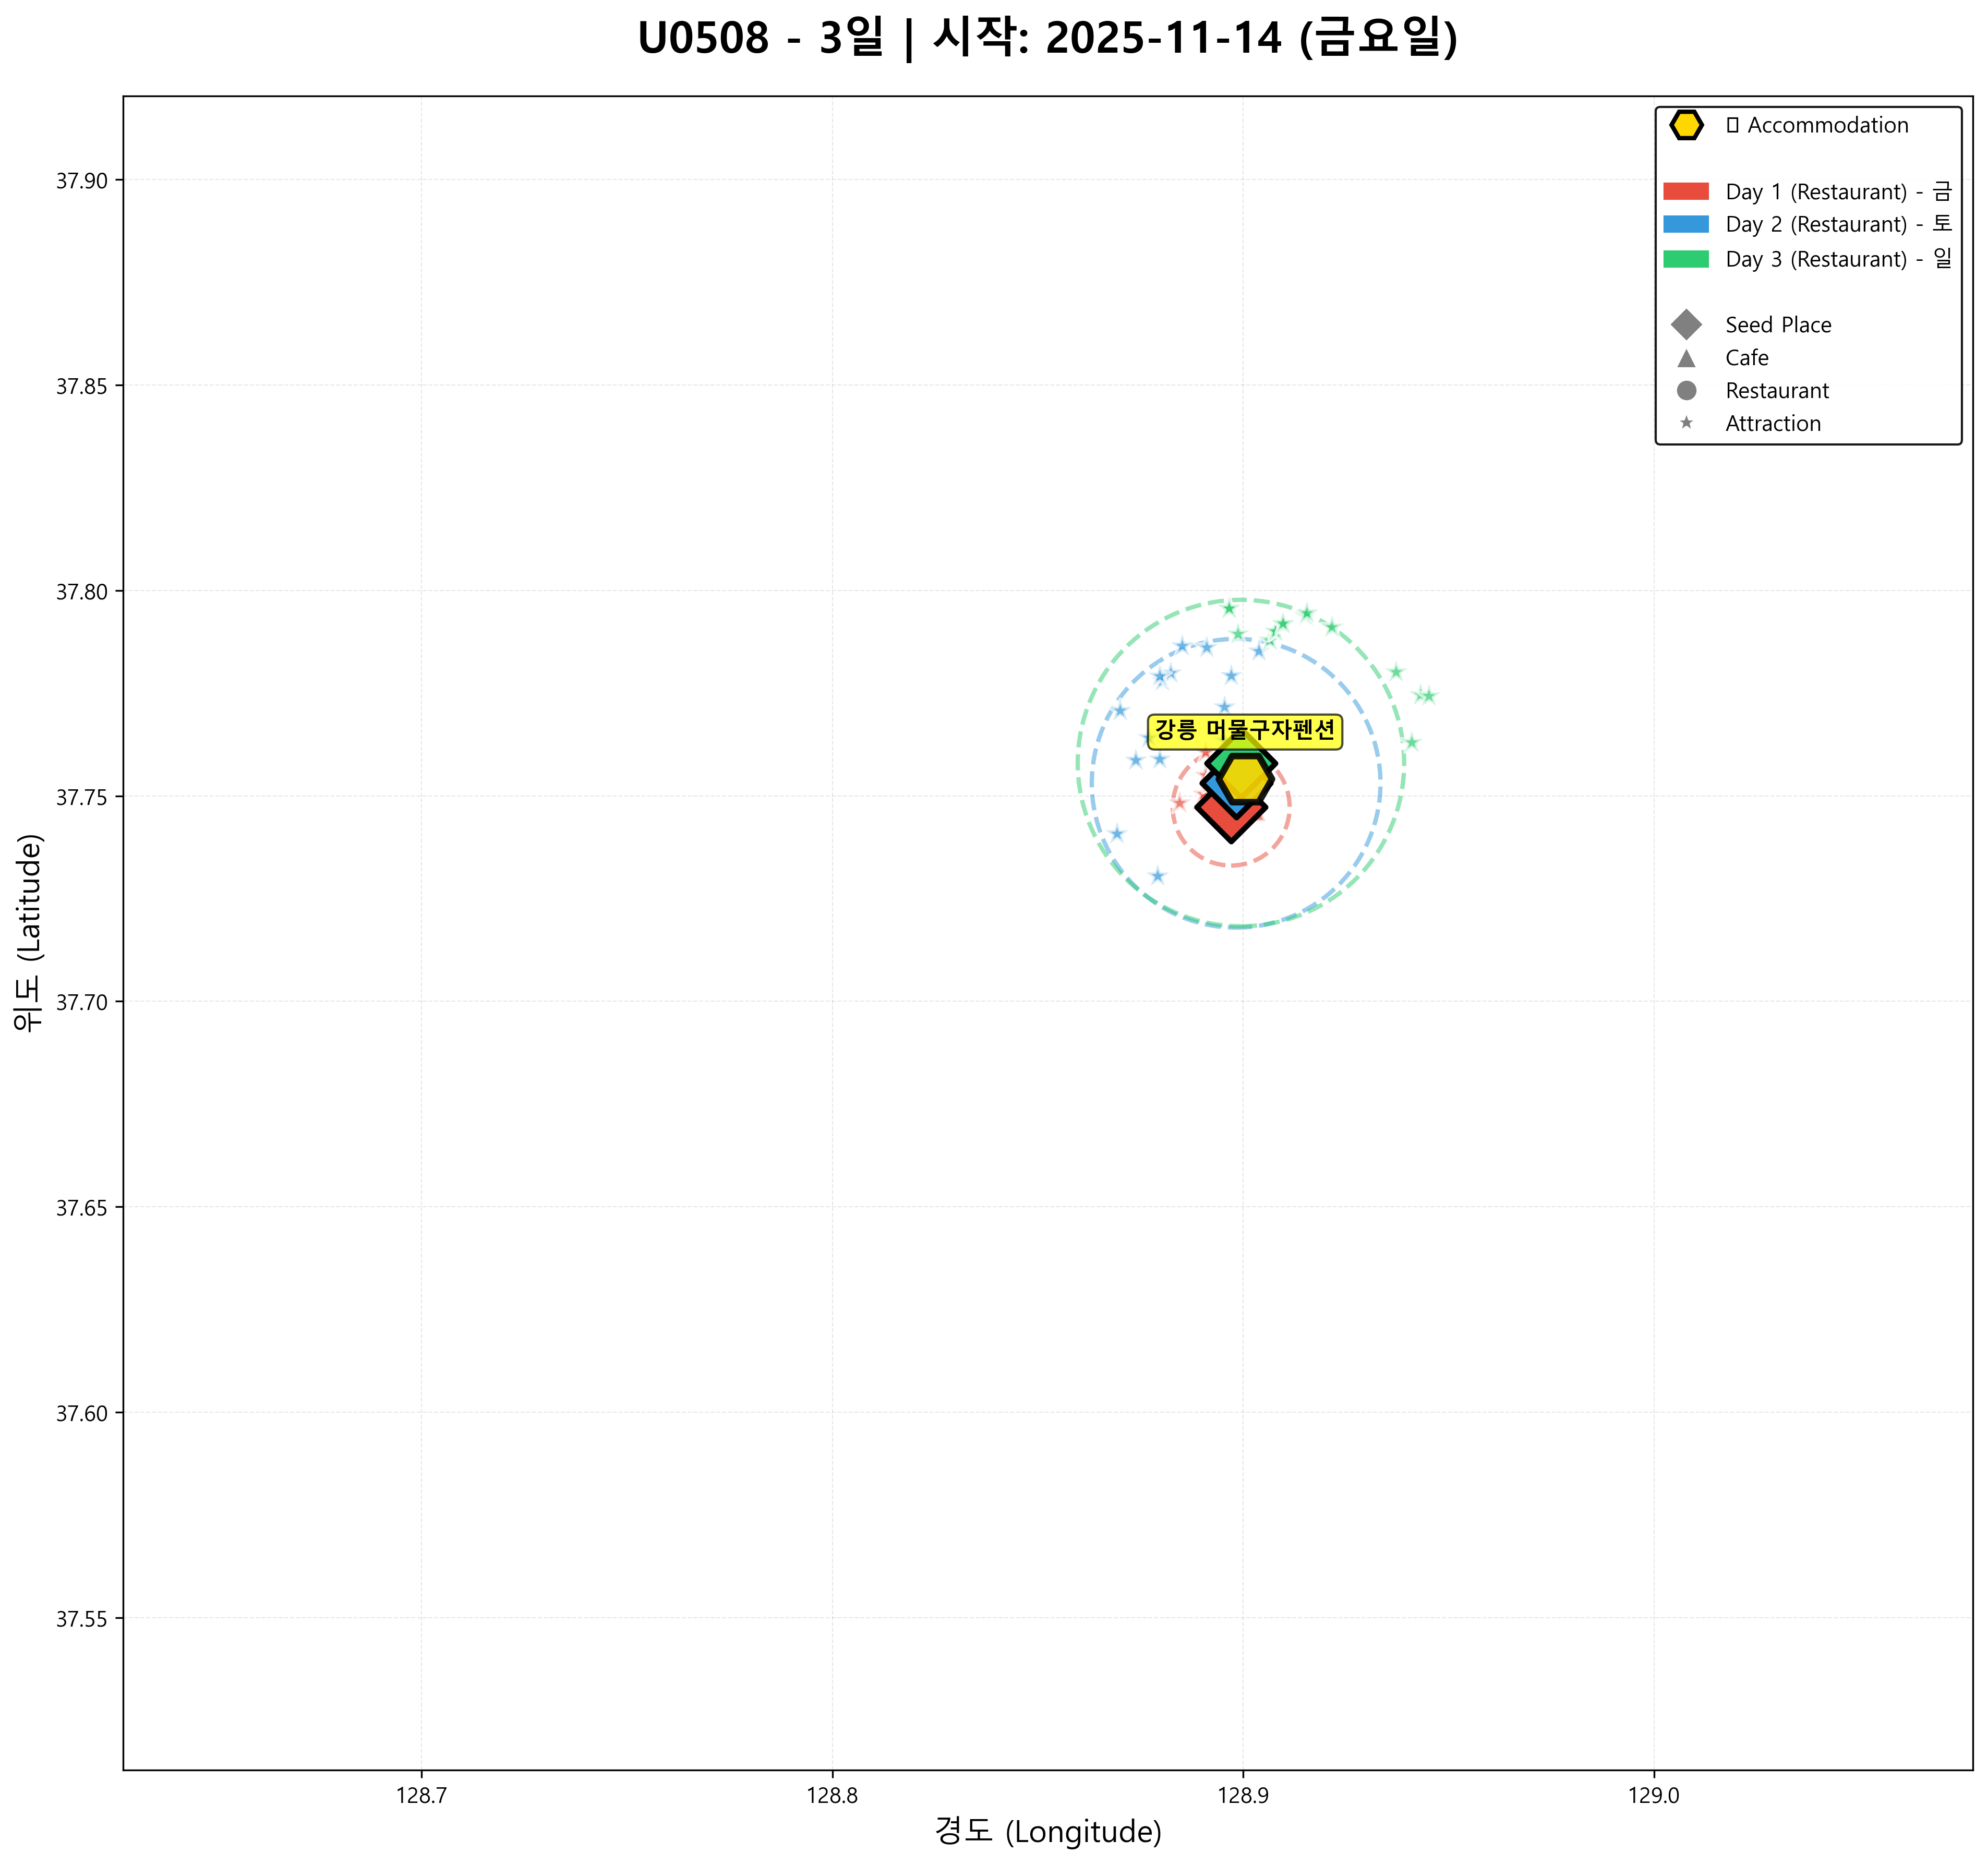 U0508 - 3일 | 시작: 2025-11-14 (금요일)
Accommodation
Day 1 (Restaurant) - 금
Day 2 (Restaurant) - 토
Day 3 (Restaurant) - 일
Seed Place
Cafe
Restaurant
Attraction
37.90
37.85
37.80
37.75
37.70
37.65
37.60
37.55
위도 (Latitude)
강릉 머물구자펜션
128.7
128.8
128.9
129.0
경도 (Longitude)